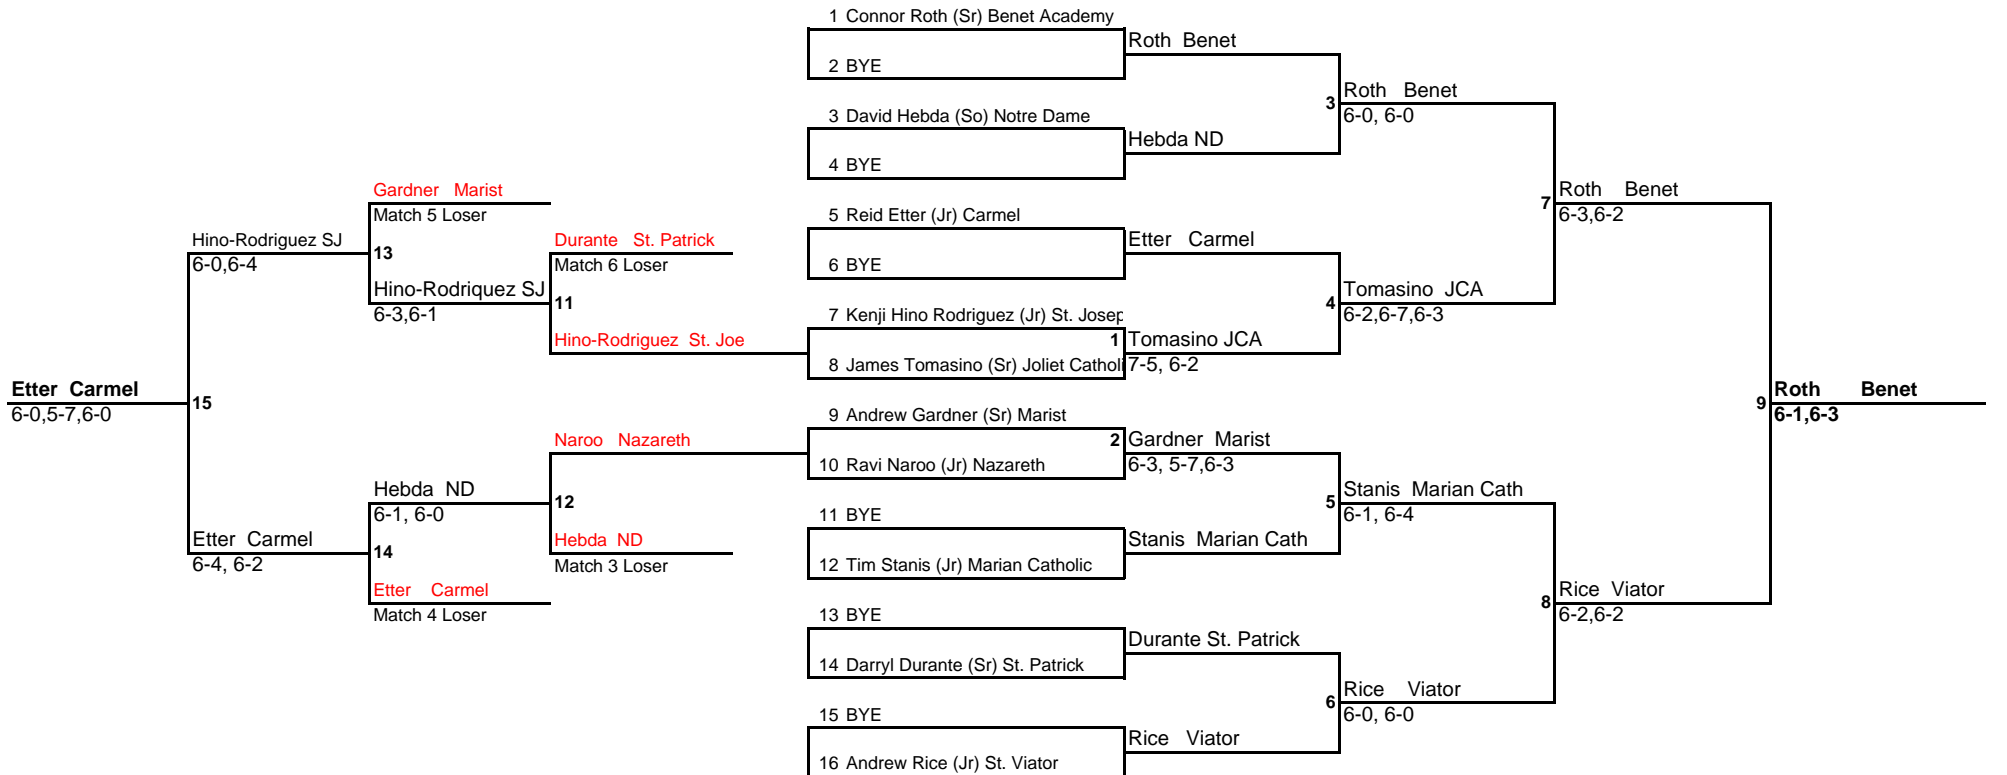 1 Connor Roth (Sr) Benet Academy
Roth Benet
2 BYE
Roth Benet
3
6-0, 6-0
3 David Hebda (So) Notre Dame
Hebda ND
4 BYE
Gardner Marist
Match 5 Loser
Roth Benet
7
6-3,6-2
5 Reid Etter (Jr) Carmel
Hino-Rodriguez SJ
6-0,6-4
13
Durante St. Patrick
Match 6 Loser
Etter Carmel
6 BYE
Hino-Rodriquez SJ
6-3,6-1
11
Tomasino JCA
4
6-2,6-7,6-3
7 Kenji Hino Rodriguez (Jr) St. Josep
Hino-Rodriguez St. Joe
1
Tomasino JCA
7-5, 6-2
8 James Tomasino (Sr) Joliet Catholi
Etter Carmel
6-0,5-7,6-0
15
Roth Benet
9
6-1,6-3
9 Andrew Gardner (Sr) Marist
Naroo Nazareth
2
Gardner Marist
6-3, 5-7,6-3
10 Ravi Naroo (Jr) Nazareth
Hebda ND
6-1, 6-0
12
Stanis Marian Cath
5
6-1, 6-4
11 BYE
Etter Carmel
6-4, 6-2
14
Hebda ND
Match 3 Loser
Stanis Marian Cath
12 Tim Stanis (Jr) Marian Catholic
Etter Carmel
Match 4 Loser
Rice Viator
8
6-2,6-2
13 BYE
Durante St. Patrick
14 Darryl Durante (Sr) St. Patrick
Rice Viator
6
6-0, 6-0
15 BYE
Rice Viator
16 Andrew Rice (Jr) St. Viator